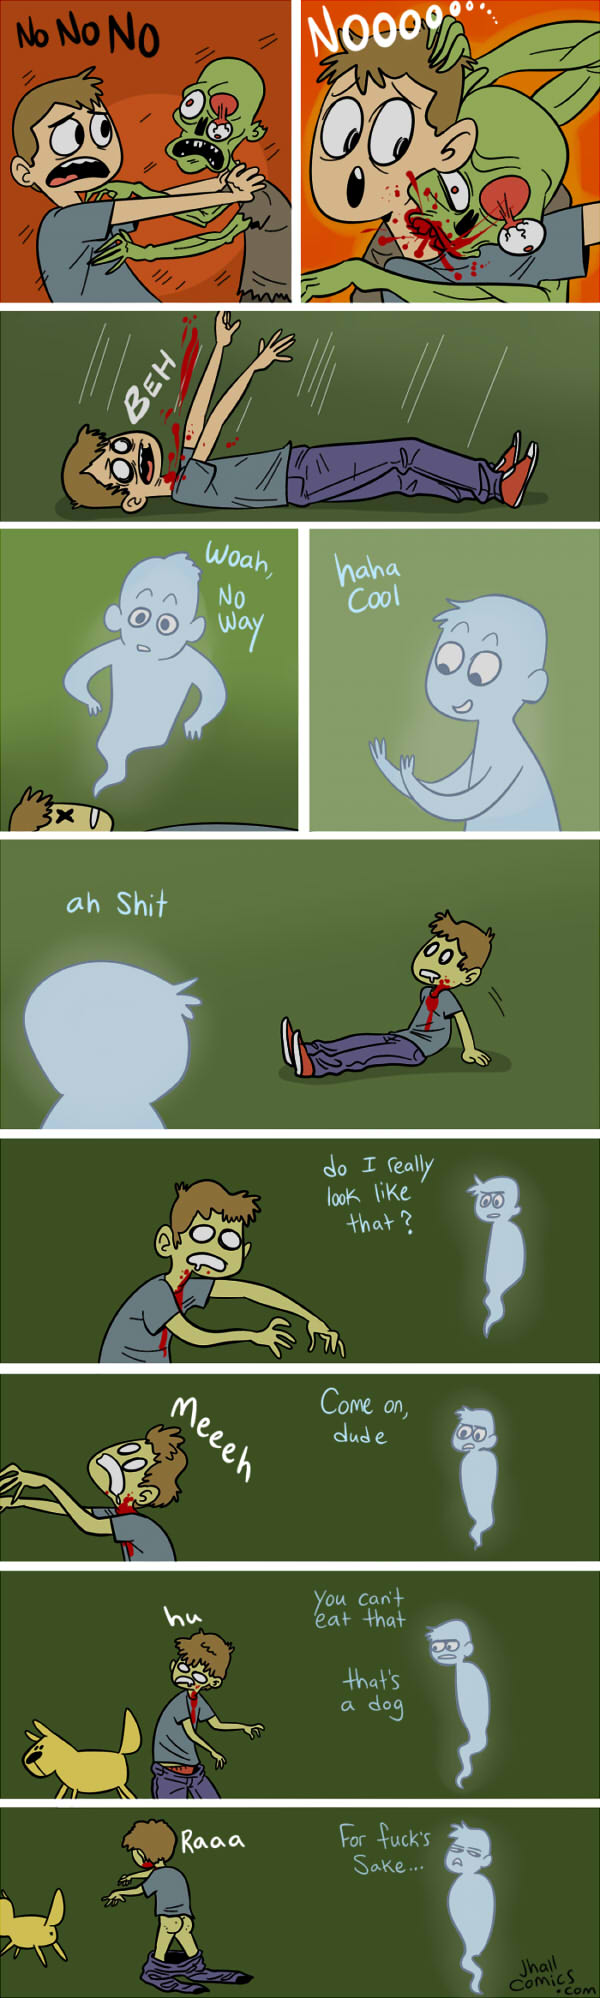 No No No
Noooooo....
BEH
Woah,
No
Way
haha
Cool
ah Shit
do I really
look like
that?
Meeeh
Come on,
dude
hu
you can't
eat that
that's
a dog
Raaa
For fuck's
Sake...
Jhall
Comics
.com